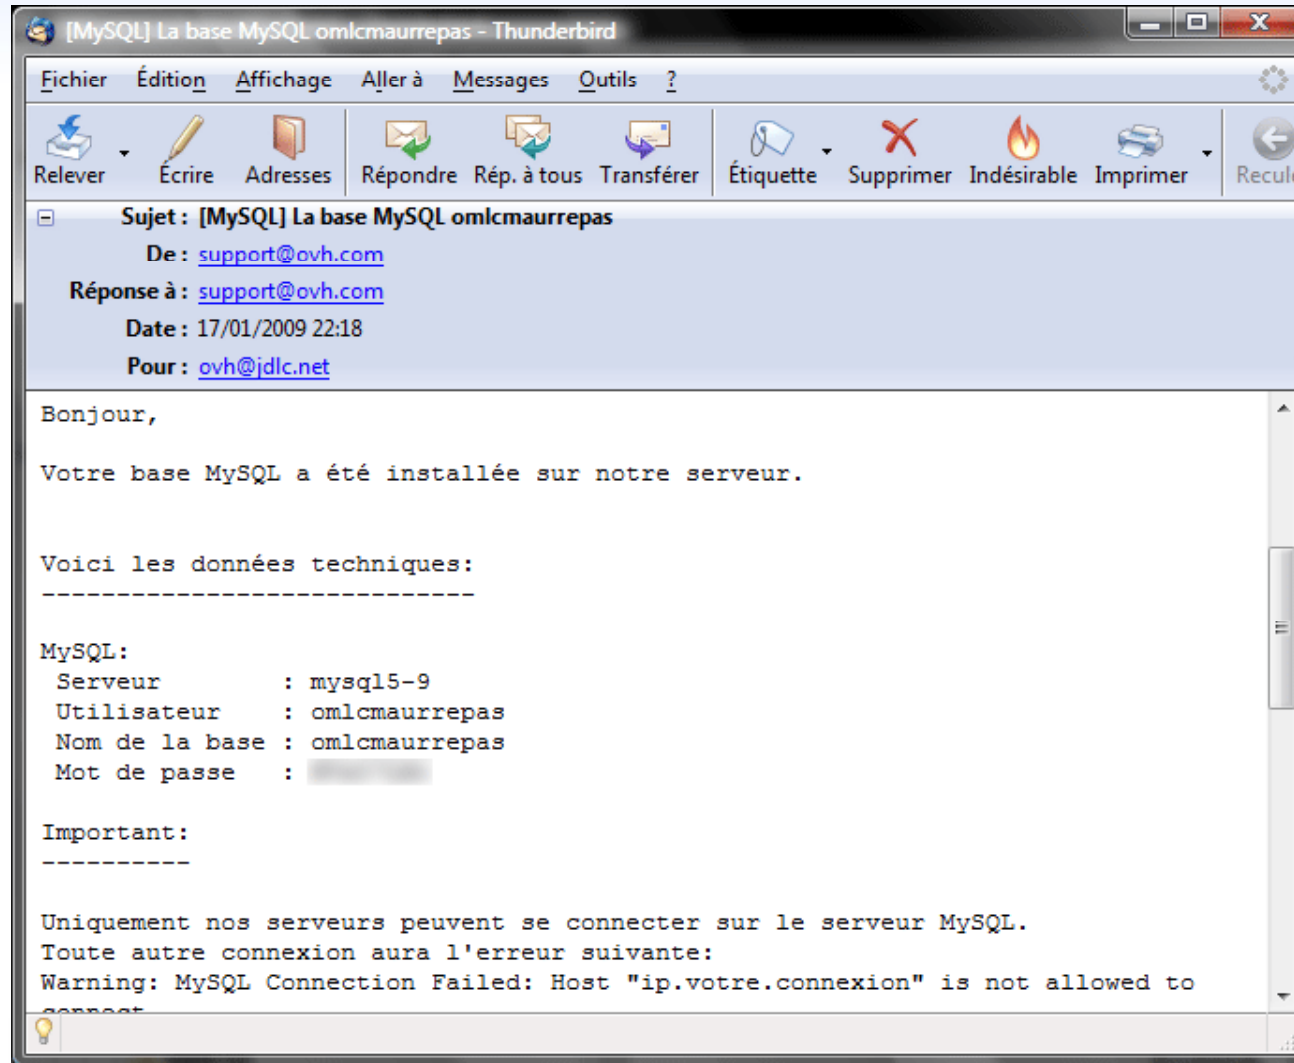 [MySQL] La base MySQL omlcmaurrepas - Thunderbird
Fichier Édition Affichage Aller à Messages Outils ?
Relever Écrire Adresses Répondre Rép. à tous Transférer Étiquette Supprimer Indésirable Imprimer Recule
Sujet : [MySQL] La base MySQL omlcmaurrepas
De : support@ovh.com
Réponse à : support@ovh.com
Date : 17/01/2009 22:18
Pour : ovh@jdlc.net
Bonjour,
Votre base MySQL a été installée sur notre serveur.
Voici les données techniques:
-----------------------------
MySQL:
Serveur : mysql5-9
Utilisateur : omlcmaurrepas
Nom de la base : omlcmaurrepas
Mot de passe :
Important:
----------
Uniquement nos serveurs peuvent se connecter sur le serveur MySQL.
Toute autre connexion aura l'erreur suivante:
Warning: MySQL Connection Failed: Host "ip.votre.connexion" is not allowed to
connect